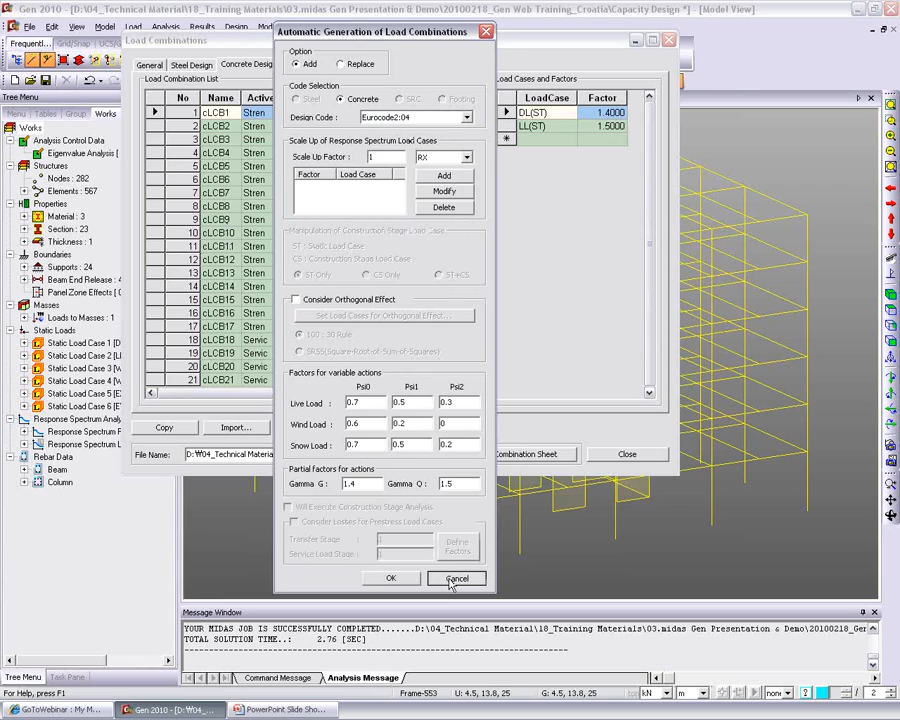 Gen 2010 - [D:\04_Technical Material\18_Training Materials\03.midas Gen Presentation & Demo\20100218_Gen Web Training_Croatia\Capacity Design *] - [Model View]
File Edit View Model Analysis Results Design
Frequentl... Grid/Snap UCS/G
Tree Menu
Menu Tables Group Works
Works
Analysis Control Data
Eigenvalue Analysis [
Structures
Nodes : 282
Elements : 567
Properties
Material : 3
Section : 23
Thickness : 1
Boundaries
Supports : 24
Beam End Release : 4
Panel Zone Effects [
Masses
Loads to Masses : 1
Static Loads
Static Load Case 1 [D
Static Load Case 2 [L
Static Load Case 3 [
Static Load Case 4 [
Static Load Case 5 [E
Static Load Case 6 [E
Response Spectrum Analy
Response Spectrum F
Response Spectrum L
Rebar Data
Beam
Column
Load Combinations
General Steel Design Concrete Desig
Load Combination List
No Name Active
1 cLCB1 Stren
2 cLCB2 Stren
3 cLCB3 Stren
4 cLCB4 Stren
5 cLCB5 Stren
6 cLCB6 Stren
7 cLCB7 Stren
8 cLCB8 Stren
9 cLCB9 Stren
10 cLCB10 Stren
11 cLCB11 Stren
12 cLCB12 Stren
13 cLCB13 Stren
14 cLCB14 Stren
15 cLCB15 Stren
16 cLCB16 Stren
17 cLCB17 Stren
18 cLCB18 Servic
19 cLCB19 Servic
20 cLCB20 Servic
21 cLCB21 Servic
Copy Import...
File Name: D:₩04_Technical Materia
Load Cases and Factors
LoadCase Factor
DL(ST) 1.4000
LL(ST) 1.5000
ombination Sheet Close
Automatic Generation of Load Combinations
Option
Add Replace
Code Selection
Steel Concrete SRC Footing
Design Code : Eurocode2:04
Scale Up of Response Spectrum Load Cases
Scale Up Factor : 1 RX
Factor Load Case
Add
Modify
Delete
Manipulation of Construction Stage Load Case
ST : Static Load Case
CS : Construction Stage Load Case
ST Only CS Only ST+CS
Consider Orthogonal Effect
Set Load Cases for Orthogonal Effect...
100 : 30 Rule
SRSS(Square-Root-of-Sum-of-Squares)
Factors for variable actions
Psi0 Psi1 Psi2
Live Load : 0.7 0.5 0.3
Wind Load : 0.6 0.2 0
Snow Load : 0.7 0.5 0.2
Partial factors for actions
Gamma G : 1.4 Gamma Q : 1.5
Will Execute Construction Stage Analysis
Consider Losses for Prestress Load Cases
Transfer Stage : 1
Service Load Stage : 1
Define Factors
OK Cancel
Message Window
YOUR MIDAS JOB IS SUCCESSFULLY COMPLETED.......D:\04_Technical Material\18_Training Materials\03.midas Gen Presentation & Demo\20100218_Gen
TOTAL SOLUTION TIME..: 2.76 [SEC]
Tree Menu Task Pane
Command Message Analysis Message
For Help, press F1
Frame-553 U: 4.5, 13.8, 25 G: 4.5, 13.8, 25 kN m none 2
GoToWebinar : My M... Gen 2010 - [D:₩04_T... PowerPoint Slide Sho...